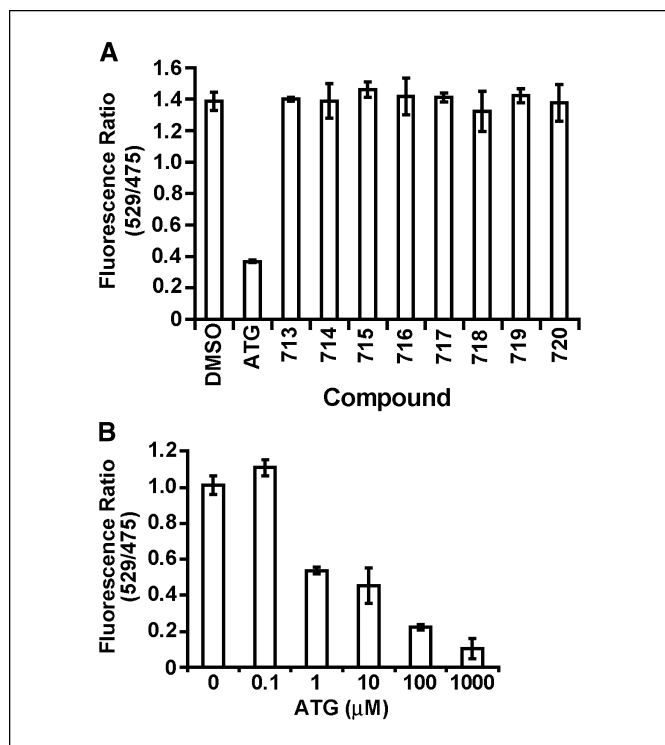 A
Fluorescence Ratio
(529/475)
1.6
1.4
1.2
1.0
0.8
0.6
0.4
0.2
0
DMSO
ATG
713
714
715
716
717
718
719
720
Compound
B
Fluorescence Ratio
(529/475)
1.2
1.0
0.8
0.6
0.4
0.2
0
0 0.1 1 10 100 1000
ATG (μM)